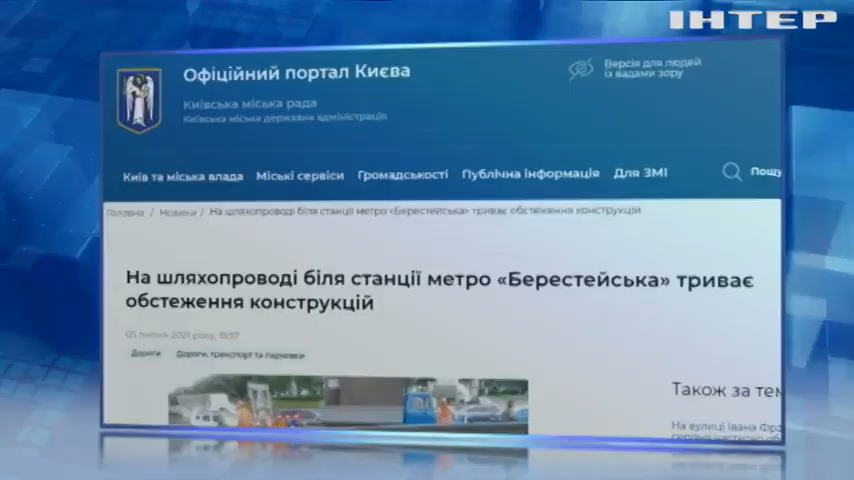 ІНТЕР
Офіційний портал Києва
Версія для людей
із вадами зору
Київська міська рада
Київська міська державна адміністрація
Київ та міська влада Міські сервіси Громадськості Публічна інформація Для ЗМІ Пошу
Головна / Новини / На шляхопроводі біля станції метро «Берестейська» триває обстеження конструкцій
На шляхопроводі біля станції метро «Берестейська» триває
обстеження конструкцій
05 липня 2021 року, 15:37
Дороги Дороги, транспорт та парковки
Також за тем
На вулиці Івана Фра